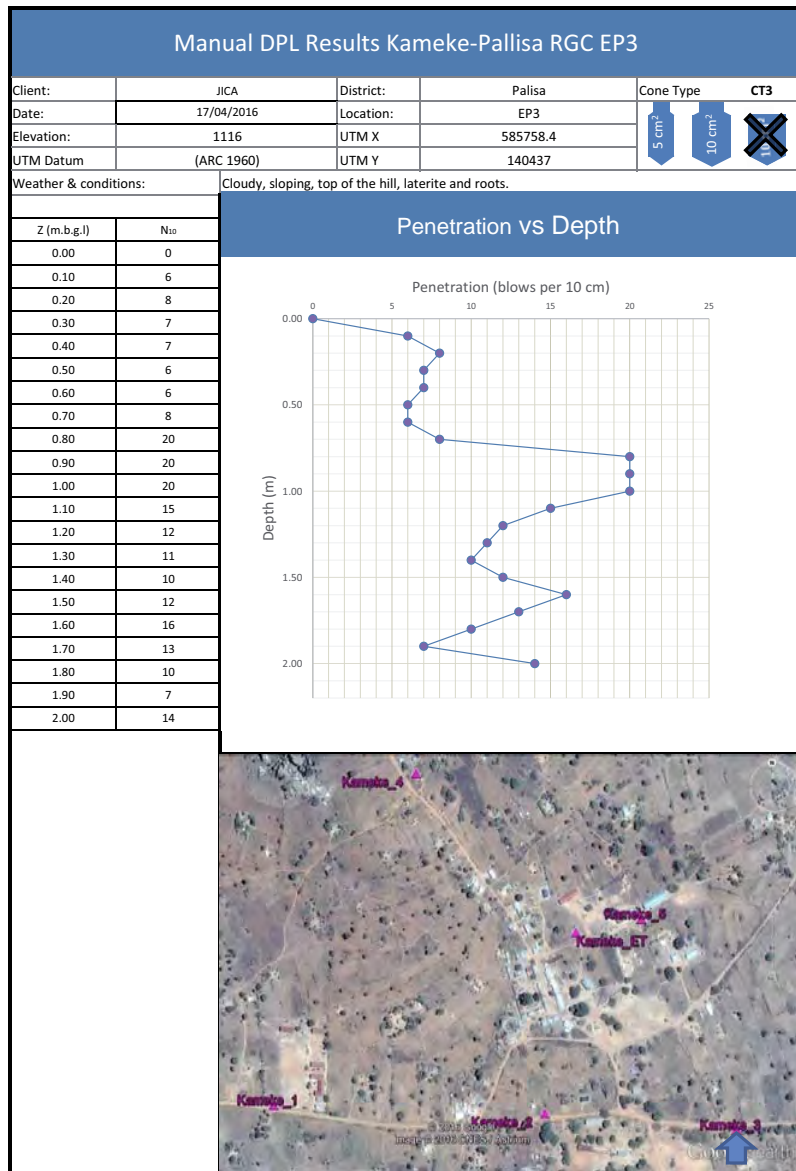 Manual DPL Results Kameke-Pallisa RGC EP3
Client: JICA District: Palisa Cone Type CT3
Date: 17/04/2016 Location: EP3
Elevation: 1116 UTM X 585758.4
UTM Datum (ARC 1960) UTM Y 140437
5 cm²
10 cm²
Weather & conditions: Cloudy, sloping, top of the hill, laterite and roots.
Z (m.b.g.l) N10
0.00 0
0.10 6
0.20 8
0.30 7
0.40 7
0.50 6
0.60 6
0.70 8
0.80 20
0.90 20
1.00 20
1.10 15
1.20 12
1.30 11
1.40 10
1.50 12
1.60 16
1.70 13
1.80 10
1.90 7
2.00 14
Penetration vs Depth
Penetration (blows per 10 cm)
0 5 10 15 20 25
0.00
0.50
1.00
1.50
2.00
Depth (m)
Kameke_4
Kameke_5
Kameke_ET
Kameke_1
Kameke_2
Kameke_3
© 2016
Image © 2016 CNES / Astrium